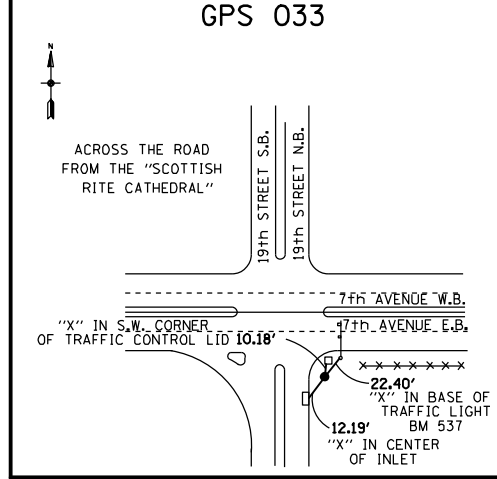 GPS 033
N
ACROSS THE ROAD
FROM THE "SCOTTISH
RITE CATHEDRAL"
19th STREET S.B.
19th STREET N.B.
7th AVENUE W.B.
7th AVENUE E.B.
"X" IN S.W. CORNER
OF TRAFFIC CONTROL LID 10.18'
22.40'
"X" IN BASE OF
TRAFFIC LIGHT
BM 537
12.19'
"X" IN CENTER
OF INLET